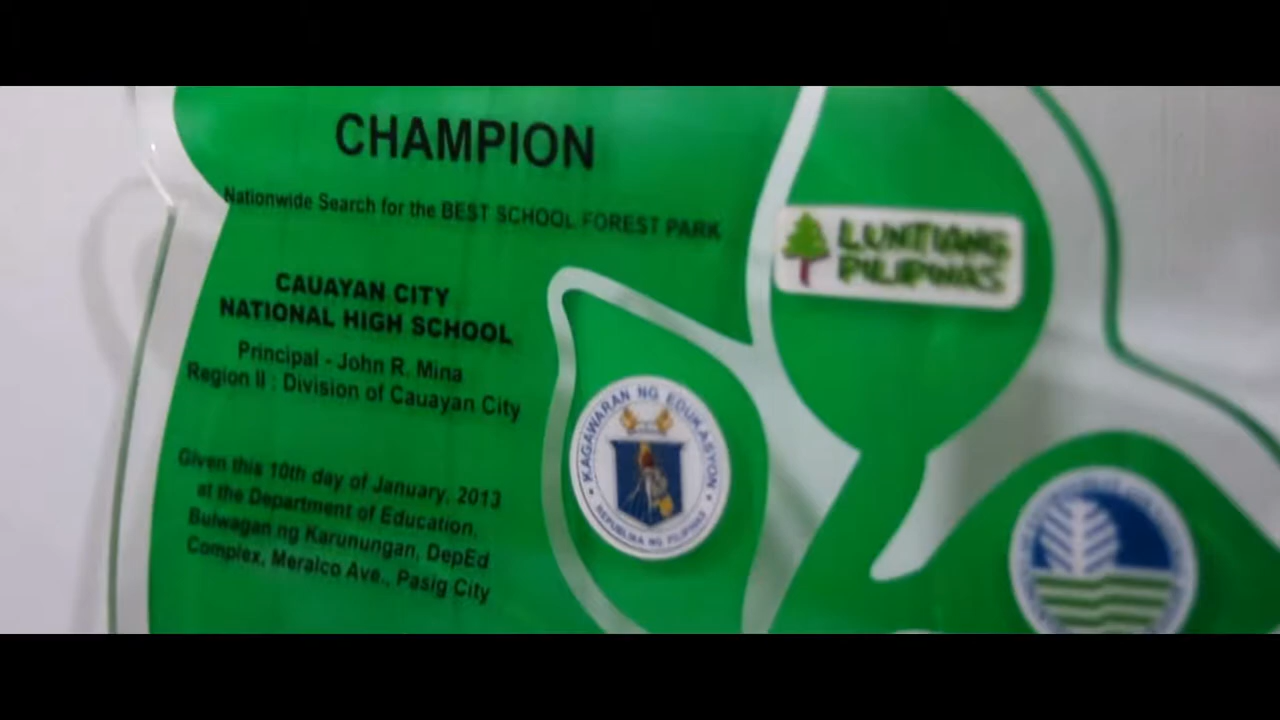 CHAMPION
Nationwide Search for the BEST SCHOOL FOREST PARK
LUNTIANG
PILIPINAS
CAUAYAN CITY
NATIONAL HIGH SCHOOL
Principal - John R. Mina
Region II : Division of Cauayan City
KAGAWARAN NG EDUKASYON
REPUBLIKA NG PILIPINAS
Given this 10th day of January, 2013
at the Department of Education,
Bulwagan ng Karunungan, DepEd
Complex, Meralco Ave., Pasig City